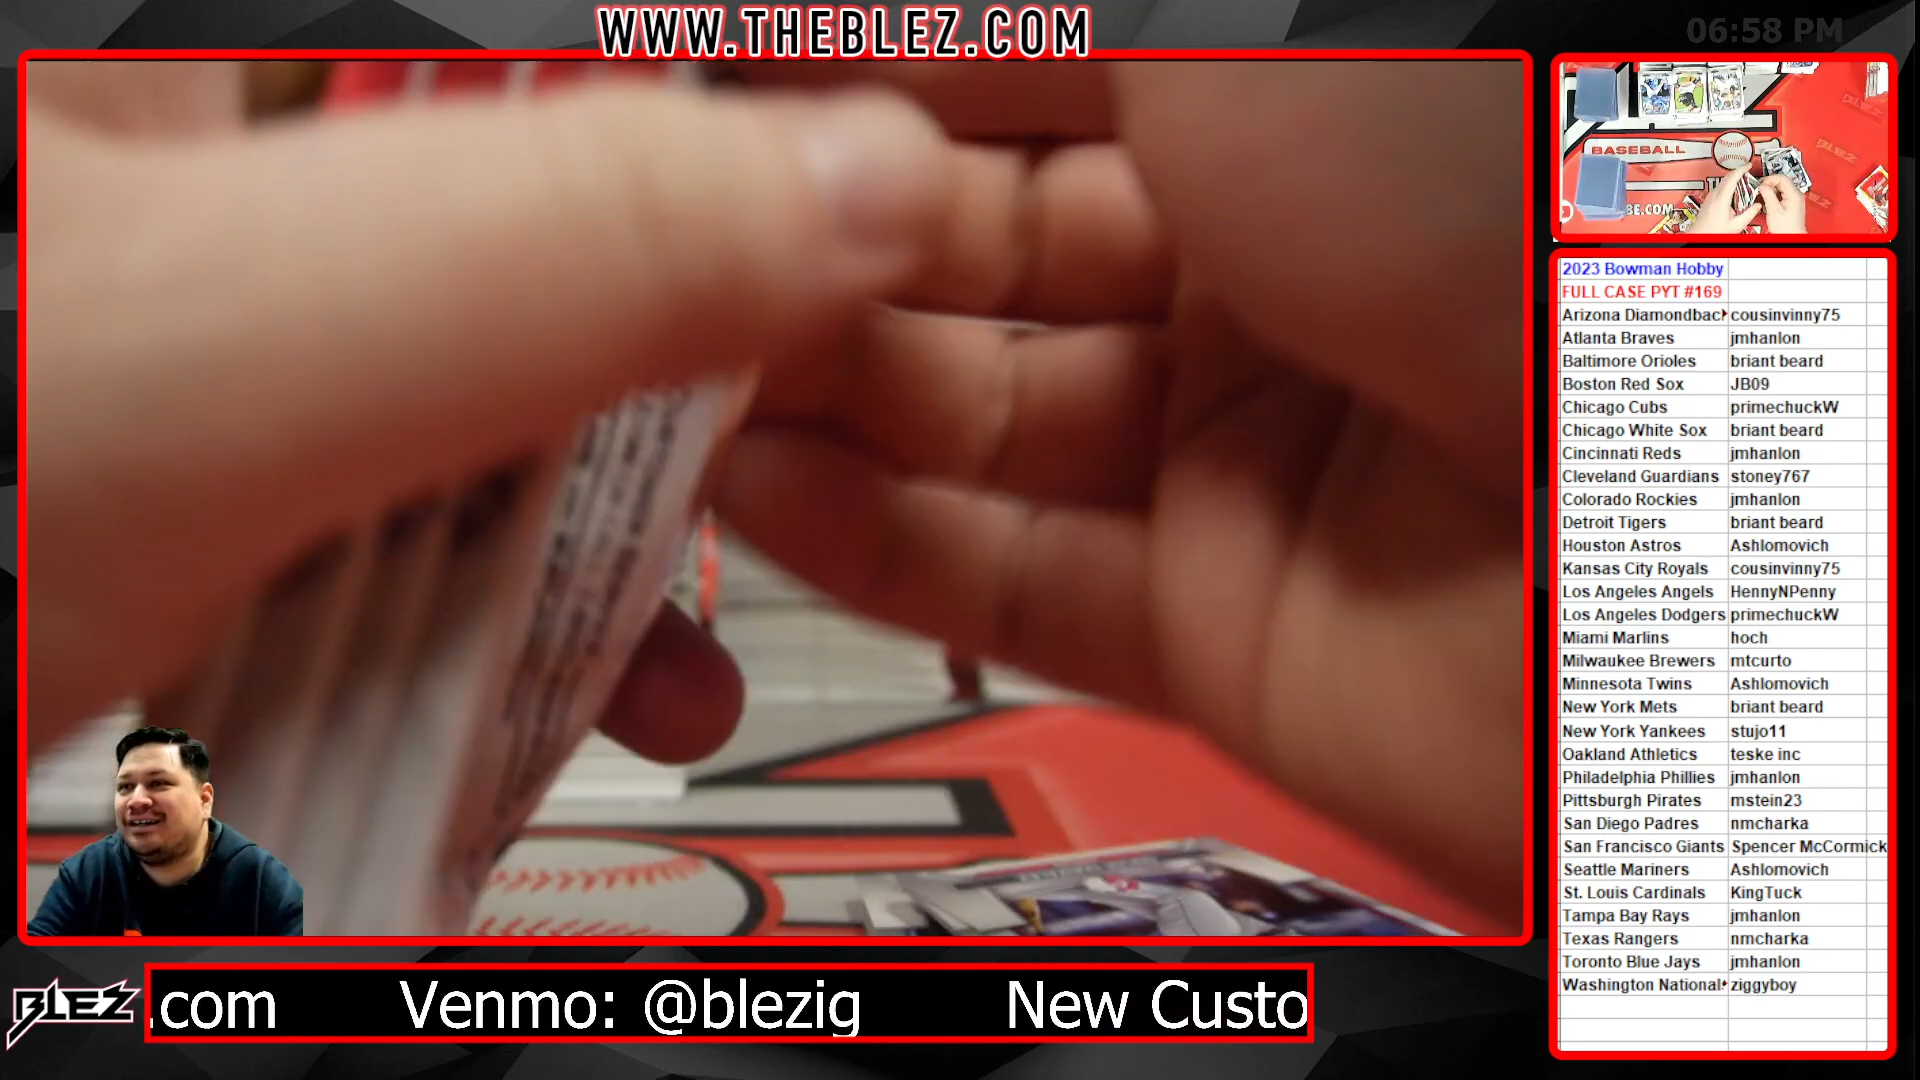 WWW.THEBLEZ.COM
06:58 PM
BASEBALL
BLEZ
2023 Bowman Hobby
FULL CASE PYT #169
Arizona Diamondbac cousinvinny75
Atlanta Braves jmhanlon
Baltimore Orioles briant beard
Boston Red Sox JB09
Chicago Cubs primechuckW
Chicago White Sox briant beard
Cincinnati Reds jmhanlon
Cleveland Guardians stoney767
Colorado Rockies jmhanlon
Detroit Tigers briant beard
Houston Astros Ashlomovich
Kansas City Royals cousinvinny75
Los Angeles Angels HennyNPenny
Los Angeles Dodgers primechuckW
Miami Marlins hoch
Milwaukee Brewers mtcurto
Minnesota Twins Ashlomovich
New York Mets briant beard
New York Yankees stujo11
Oakland Athletics teske inc
Philadelphia Phillies jmhanlon
Pittsburgh Pirates mstein23
San Diego Padres nmcharka
San Francisco Giants Spencer McCormick
Seattle Mariners Ashlomovich
St. Louis Cardinals KingTuck
Tampa Bay Rays jmhanlon
Texas Rangers nmcharka
Toronto Blue Jays jmhanlon
Washington National ziggyboy
BLEZ
.com Venmo: @blezig New Custo